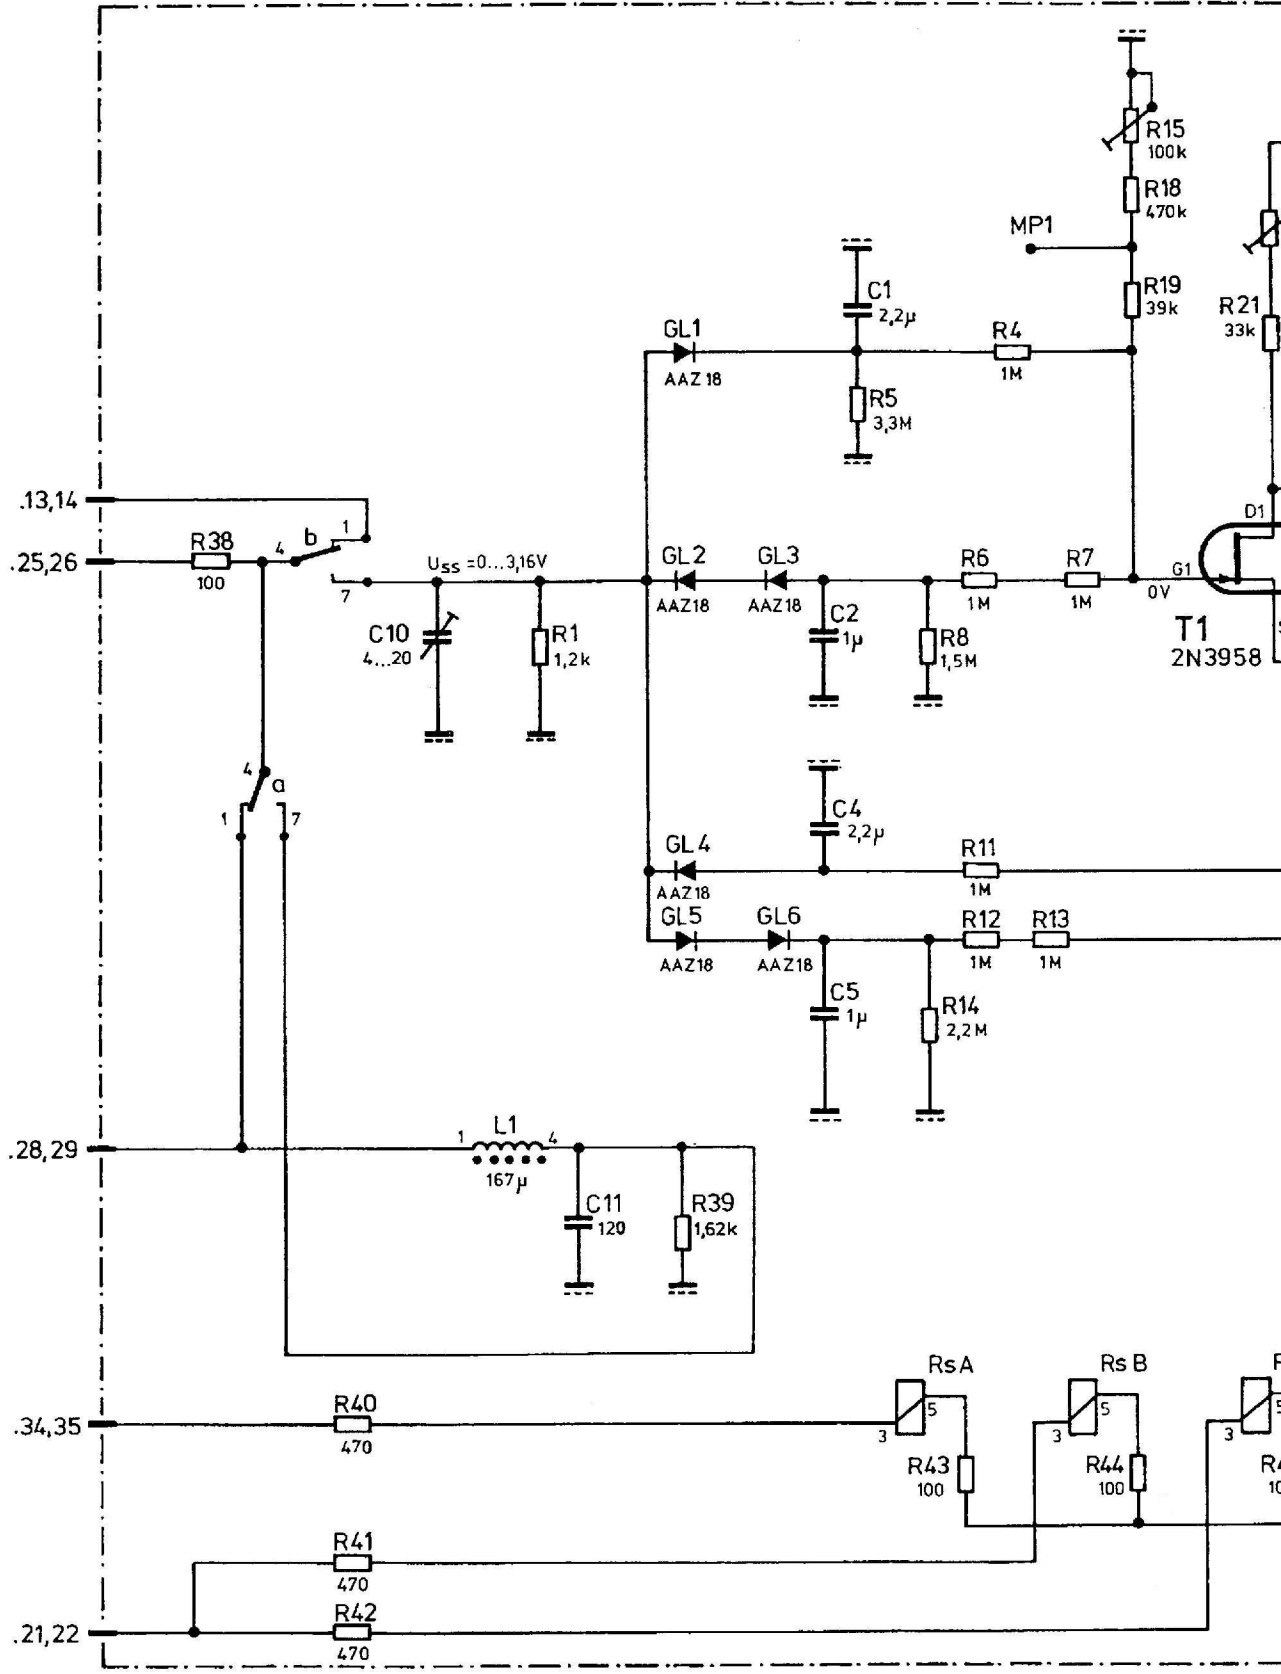 R15
100k
R18
470k
MP1
R19
39k
C1
2,2µ
GL1
AAZ 18
R4
1M
R21
33k
R5
3,3M
.13,14
1
b
4
R38
100
.25,26
7
Uss =0...3,16V
GL2
AAZ18
GL3
AAZ18
R6
1M
R7
1M
D1
G1
0V
C10
4...20
R1
1,2k
C2
1µ
R8
1,5M
T1
2N3958
4
a
1
7
C4
2,2µ
GL4
AAZ18
R11
1M
GL5
AAZ18
GL6
AAZ18
R12
1M
R13
1M
C5
1µ
R14
2,2M
.28,29
1
L1
4
167µ
C11
120
R39
1,62k
RsA
RsB
.34,35
R40
470
3
5
3
5
3
R43
100
R44
100
R41
470
.21,22
R42
470